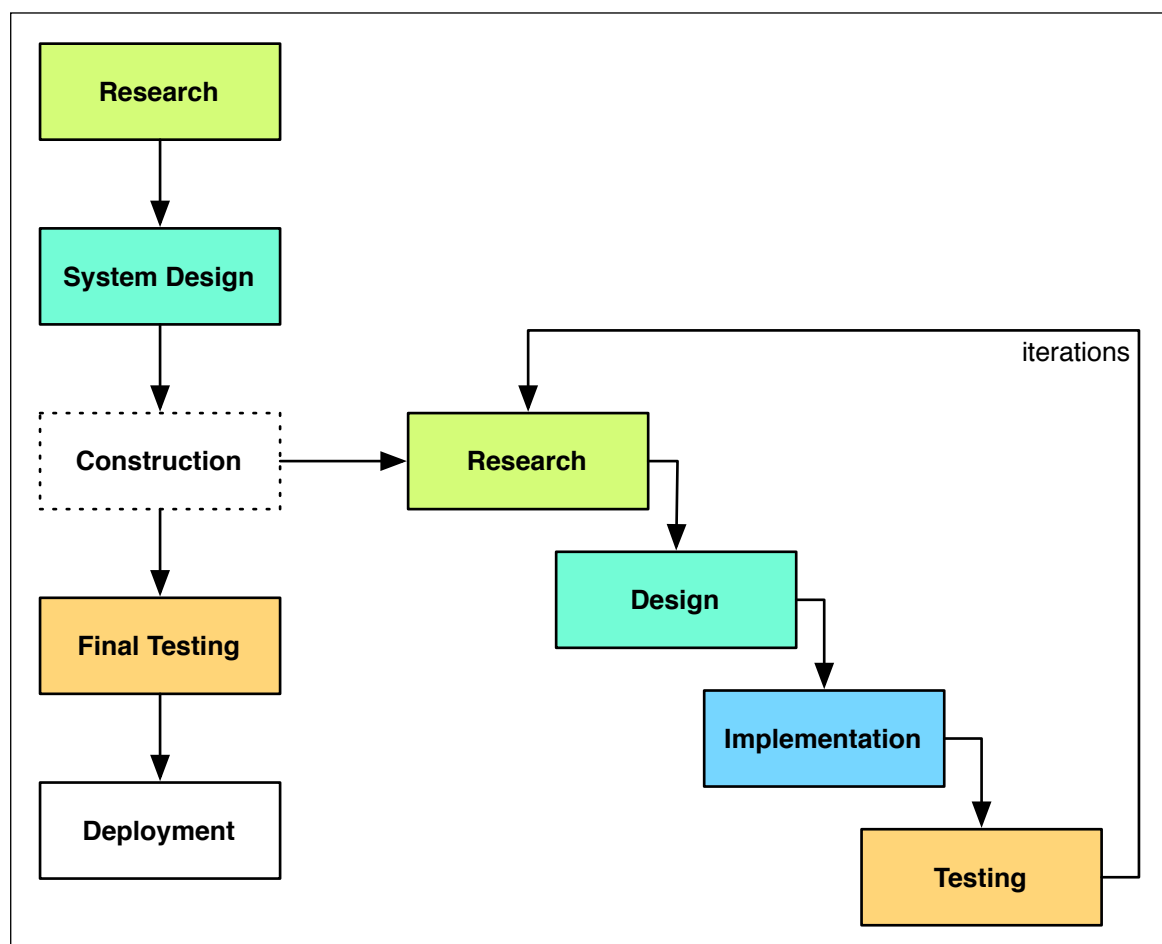 Research
System Design
iterations
Construction
Research
Design
Final Testing
Implementation
Deployment
Testing